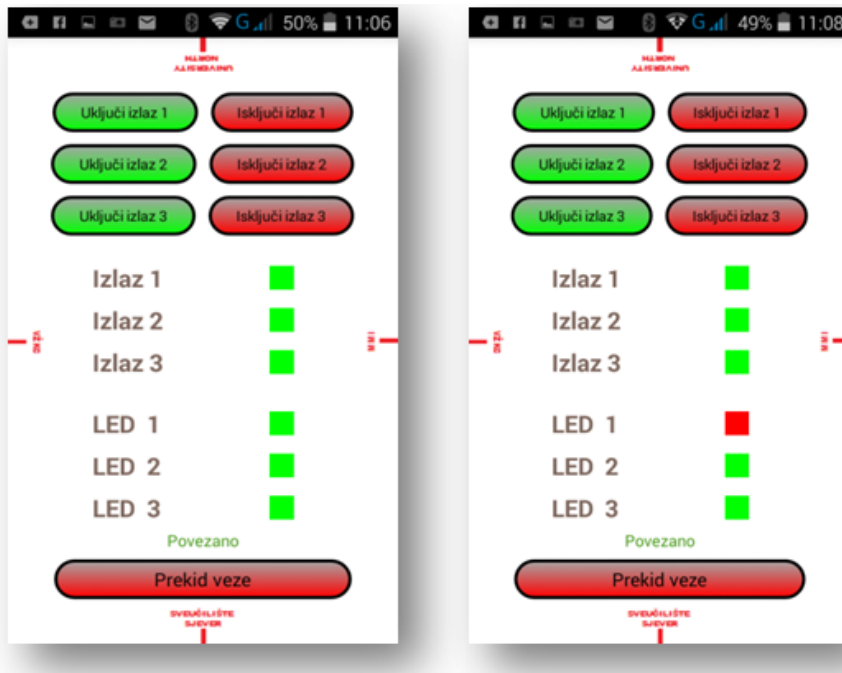 G 50% 11:06
NORTH
UNIVERSITY
Uključi izlaz 1 Isključi izlaz 1
Uključi izlaz 2 Isključi izlaz 2
Uključi izlaz 3 Isključi izlaz 3
Izlaz 1
Izlaz 2
Izlaz 3
LED 1
LED 2
LED 3
Povezano
Prekid veze
SVEUČILIŠTE
SJEVER
G 49% 11:08
NORTH
UNIVERSITY
Uključi izlaz 1 Isključi izlaz 1
Uključi izlaz 2 Isključi izlaz 2
Uključi izlaz 3 Isključi izlaz 3
Izlaz 1
Izlaz 2
Izlaz 3
LED 1
LED 2
LED 3
Povezano
Prekid veze
SVEUČILIŠTE
SJEVER